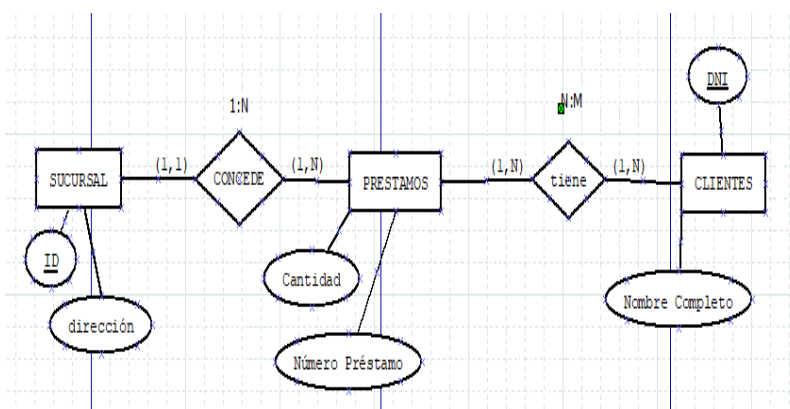 DNI
1:N
N:M
SUCURSAL
(1,1)
CONCEDE
(1,N)
PRESTAMOS
(1,N)
tiene
(1,N)
CLIENTES
ID
Cantidad
Nombre Completo
dirección
Número Préstamo